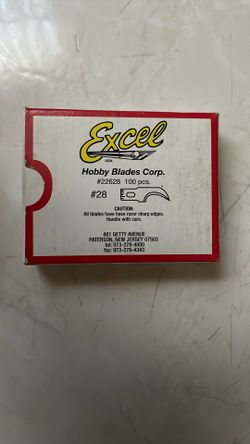 Excel
USA
Hobby Blades Corp.
#22628 100 pcs.
#28
CAUTION:
All blades have have razor sharp edges.
Handle with care.
481 GETTY AVENUE
PATERSON, NEW JERSEY 07503
tel: 973-278-4000
fax: 973-278-4343